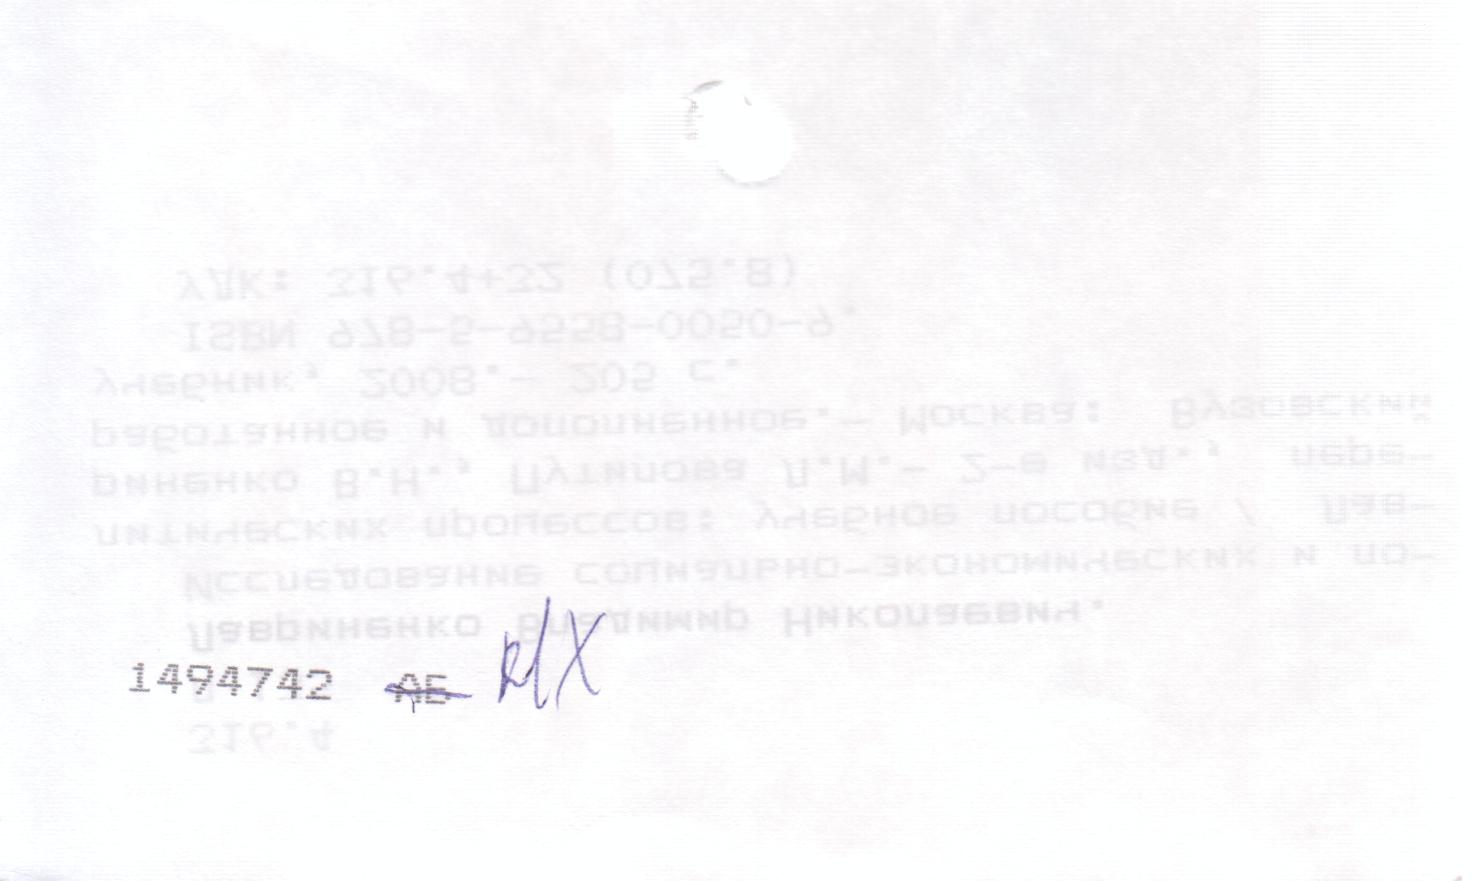 1494742 АБ
316.4
Лавриненко Владимир Николаевич.
Исследование социально-экономических и по-
литических процессов: учебное пособие / Лав-
риненко В.Н., Путилова Л.М.- 2-е изд., пере-
работанное и дополненное.- Москва: Вузовский
учебник, 2008.- 205 с.
ISBN 978-5-9558-0050-9.
УДК: 316.4+32 (075.8)